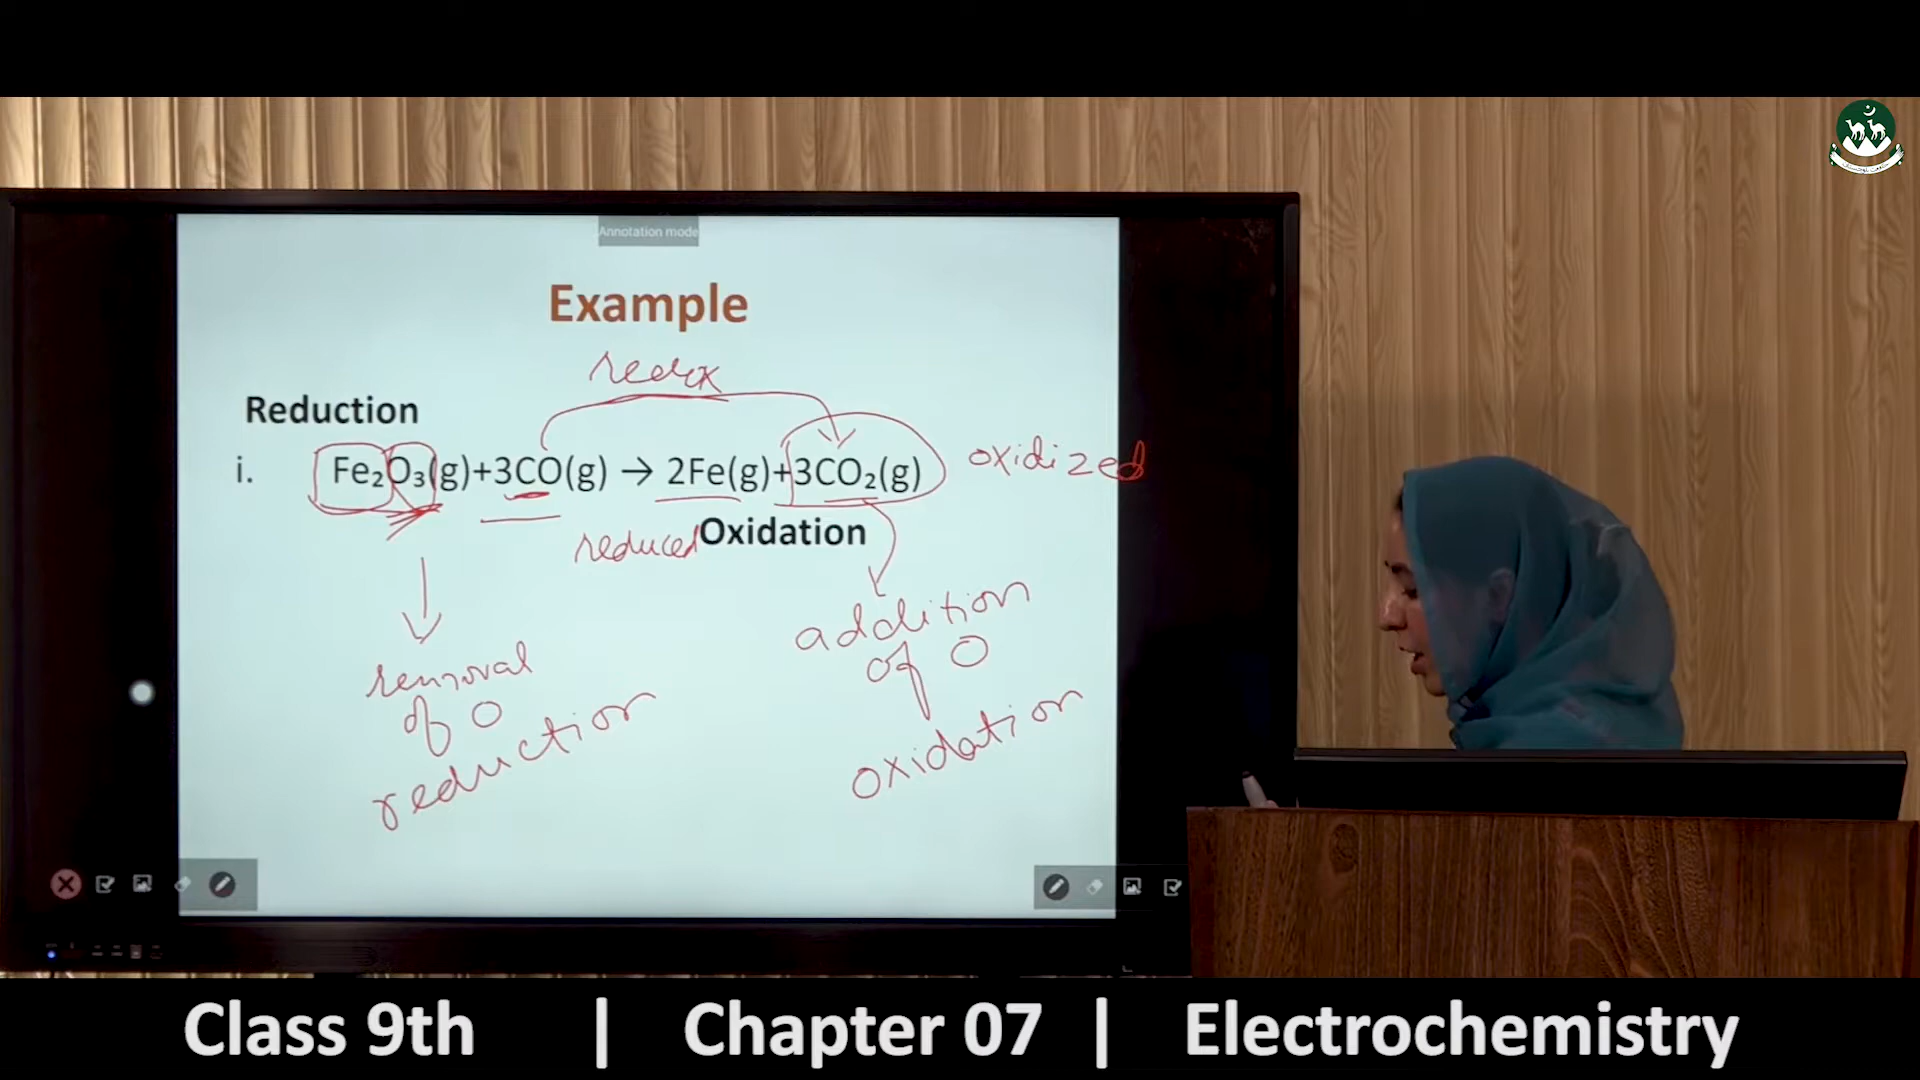 Annotation mode
Example
redox
Reduction
i. Fe₂O₃(g)+3CO(g) → 2Fe(g)+3CO₂(g) oxidized
reduced Oxidation
removal
of O
reduction
addition
of O
oxidation
Class 9th | Chapter 07 | Electrochemistry